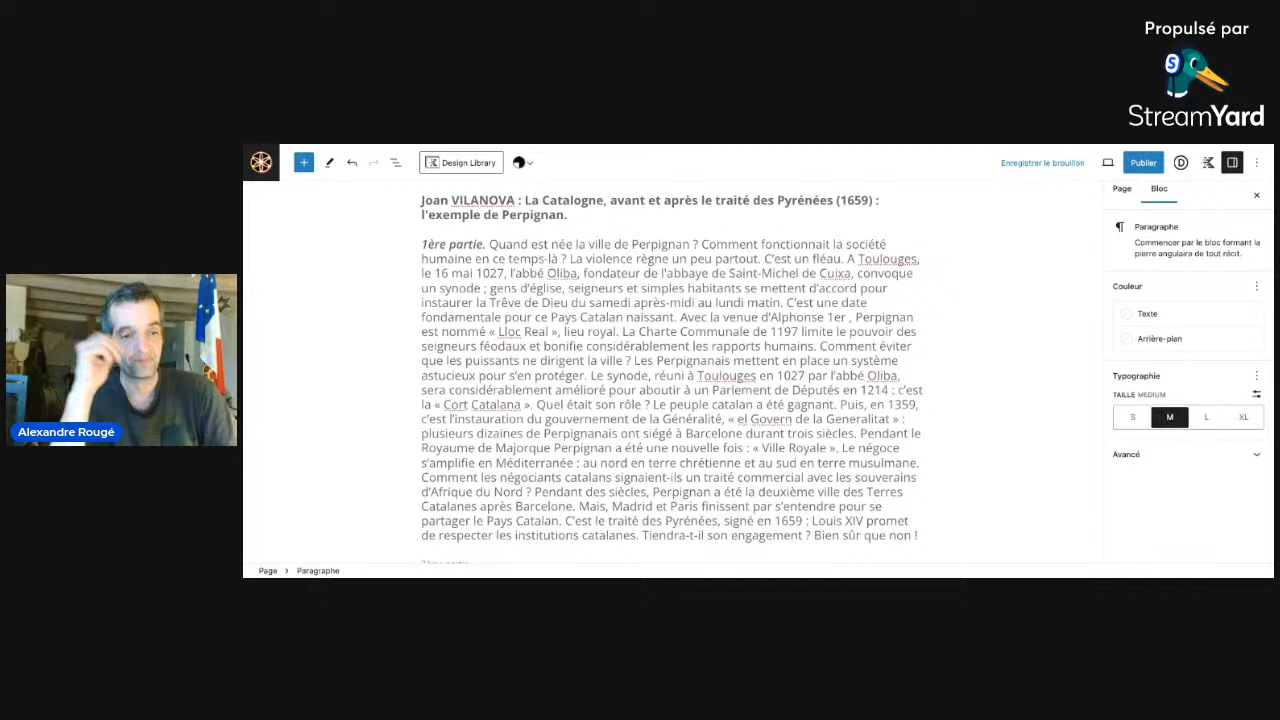 Propulsé par
S
StreamYard
Design Library
Enregistrer le brouillon
Publier
Joan VILANOVA : La Catalogne, avant et après le traité des Pyrénées (1659) :
l'exemple de Perpignan.
1ère partie. Quand est née la ville de Perpignan ? Comment fonctionnait la société
humaine en ce temps-là ? La violence règne un peu partout. C’est un fléau. A Toulouges,
le 16 mai 1027, l’abbé Oliba, fondateur de l'abbaye de Saint-Michel de Cuixa, convoque
un synode ; gens d’église, seigneurs et simples habitants se mettent d’accord pour
instaurer la Trêve de Dieu du samedi après-midi au lundi matin. C’est une date
fondamentale pour ce Pays Catalan naissant. Avec la venue d’Alphonse 1er , Perpignan
est nommé « Lloc Real », lieu royal. La Charte Communale de 1197 limite le pouvoir des
seigneurs féodaux et bonifie considérablement les rapports humains. Comment éviter
que les puissants ne dirigent la ville ? Les Perpignanais mettent en place un système
astucieux pour s’en protéger. Le synode, réuni à Toulouges en 1027 par l’abbé Oliba,
sera considérablement amélioré pour aboutir à un Parlement de Députés en 1214 : c’est
la « Cort Catalana ». Quel était son rôle ? Le peuple catalan a été gagnant. Puis, en 1359,
c’est l’instauration du gouvernement de la Généralité, « el Govern de la Generalitat » :
plusieurs dizaines de Perpignanais ont siégé à Barcelone durant trois siècles. Pendant le
Royaume de Majorque Perpignan a été une nouvelle fois : « Ville Royale ». Le négoce
s’amplifie en Méditerranée : au nord en terre chrétienne et au sud en terre musulmane.
Comment les négociants catalans signaient-ils un traité commercial avec les souverains
d’Afrique du Nord ? Pendant des siècles, Perpignan a été la deuxième ville des Terres
Catalanes après Barcelone. Mais, Madrid et Paris finissent par s’entendre pour se
partager le Pays Catalan. C’est le traité des Pyrénées, signé en 1659 : Louis XIV promet
de respecter les institutions catalanes. Tiendra-t-il son engagement ? Bien sûr que non !
Page > Paragraphe
Page Bloc
Paragraphe
Commencer par le bloc formant la
pierre angulaire de tout récit.
Couleur
Texte
Arrière-plan
Typographie
TAILLE MEDIUM
S M L XL
Avancé
Alexandre Rougé